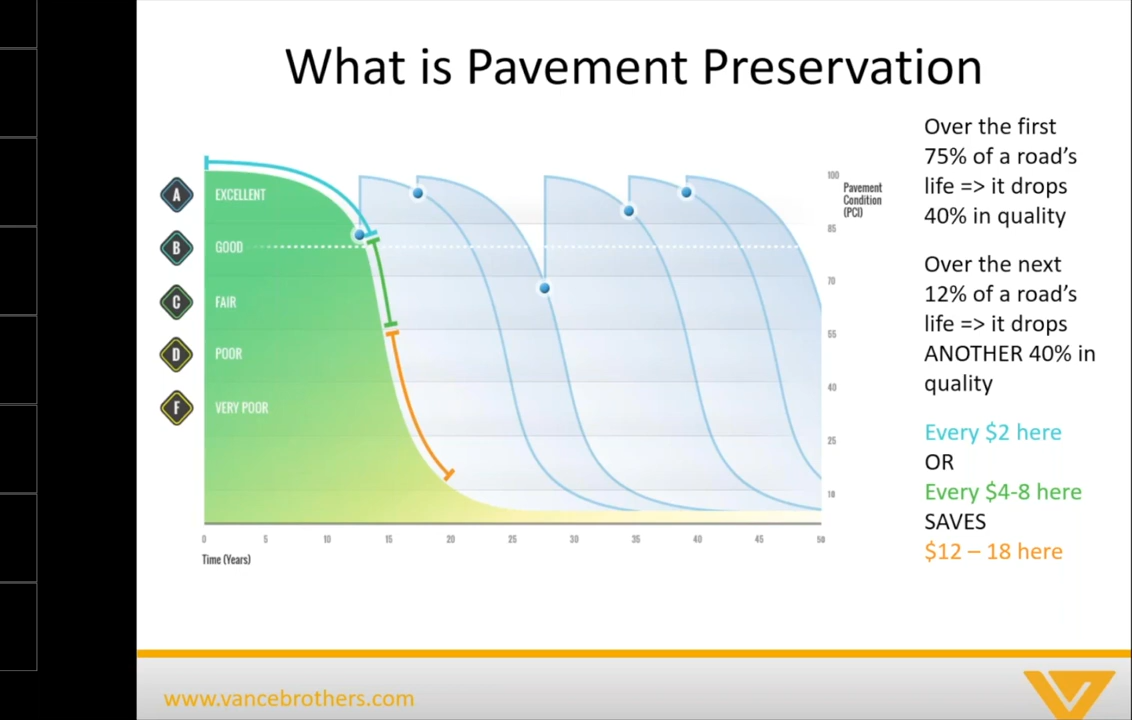 What is Pavement Preservation
A
EXCELLENT
B
GOOD
C
FAIR
D
POOR
F
VERY POOR
100
85
70
55
40
25
10
Pavement
Condition
(PCI)
0 5 10 15 20 25 30 35 40 45 50
Time (Years)
Over the first
75% of a road's
life => it drops
40% in quality
Over the next
12% of a road's
life => it drops
ANOTHER 40% in
quality
Every $2 here
OR
Every $4-8 here
SAVES
$12 – 18 here
www.vancebrothers.com